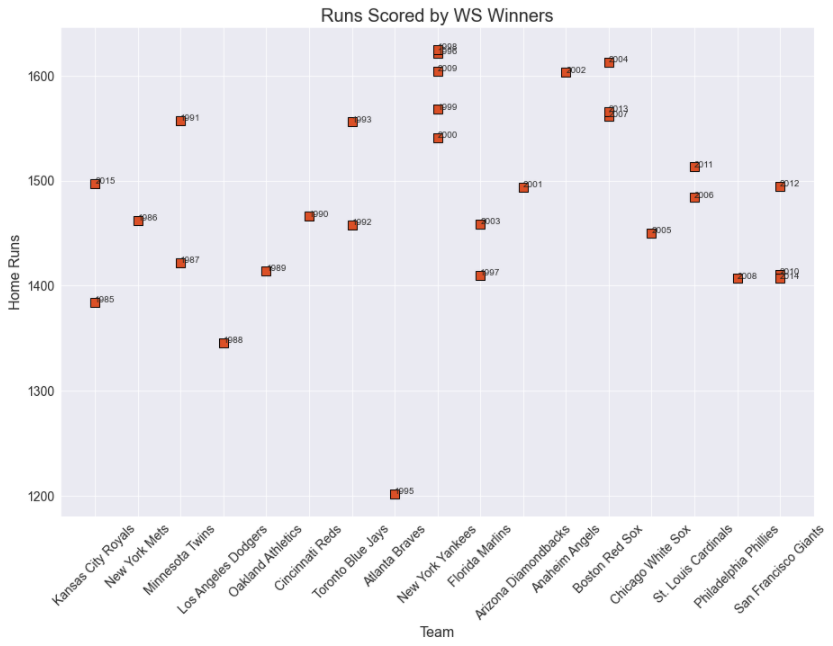 Runs Scored by WS Winners
1600
1500
1400
1300
1200
Home Runs
1998
1996
2009
1999
2000
2002
2004
2013
2007
1991
1993
2015
1986
1987
1985
1988
1989
1990
1992
2003
1997
2001
2005
2011
2006
2008
2012
2010
2014
1995
Kansas City Royals
New York Mets
Minnesota Twins
Los Angeles Dodgers
Oakland Athletics
Cincinnati Reds
Toronto Blue Jays
Atlanta Braves
New York Yankees
Florida Marlins
Arizona Diamondbacks
Anaheim Angels
Boston Red Sox
Chicago White Sox
St. Louis Cardinals
Philadelphia Phillies
San Francisco Giants
Team